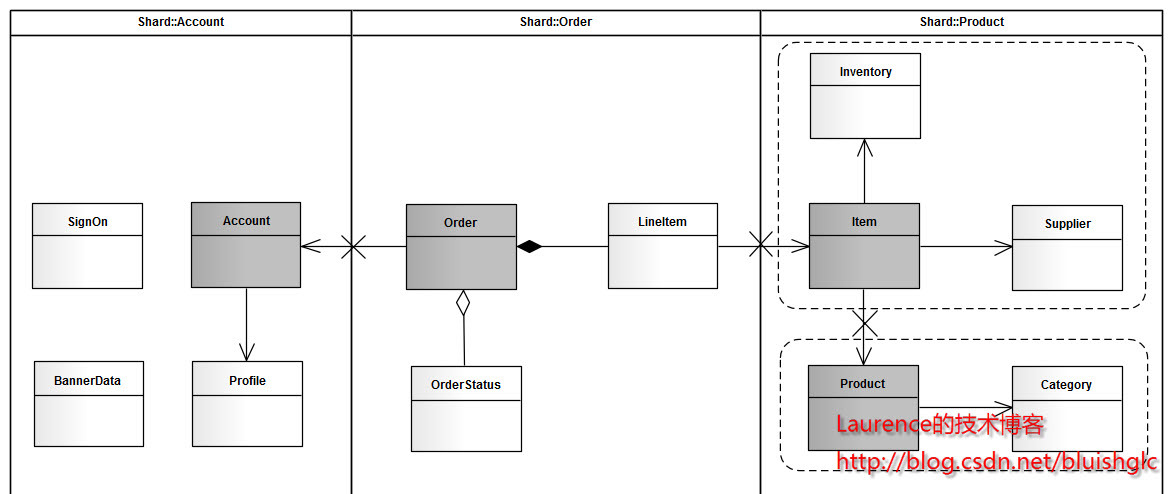 Shard::Account
Shard::Order
Shard::Product
Inventory
SignOn
Account
Order
LineItem
Item
Supplier
BannerData
Profile
OrderStatus
Product
Category
Laurence的技术博客
http://blog.csdn.net/bluishglc